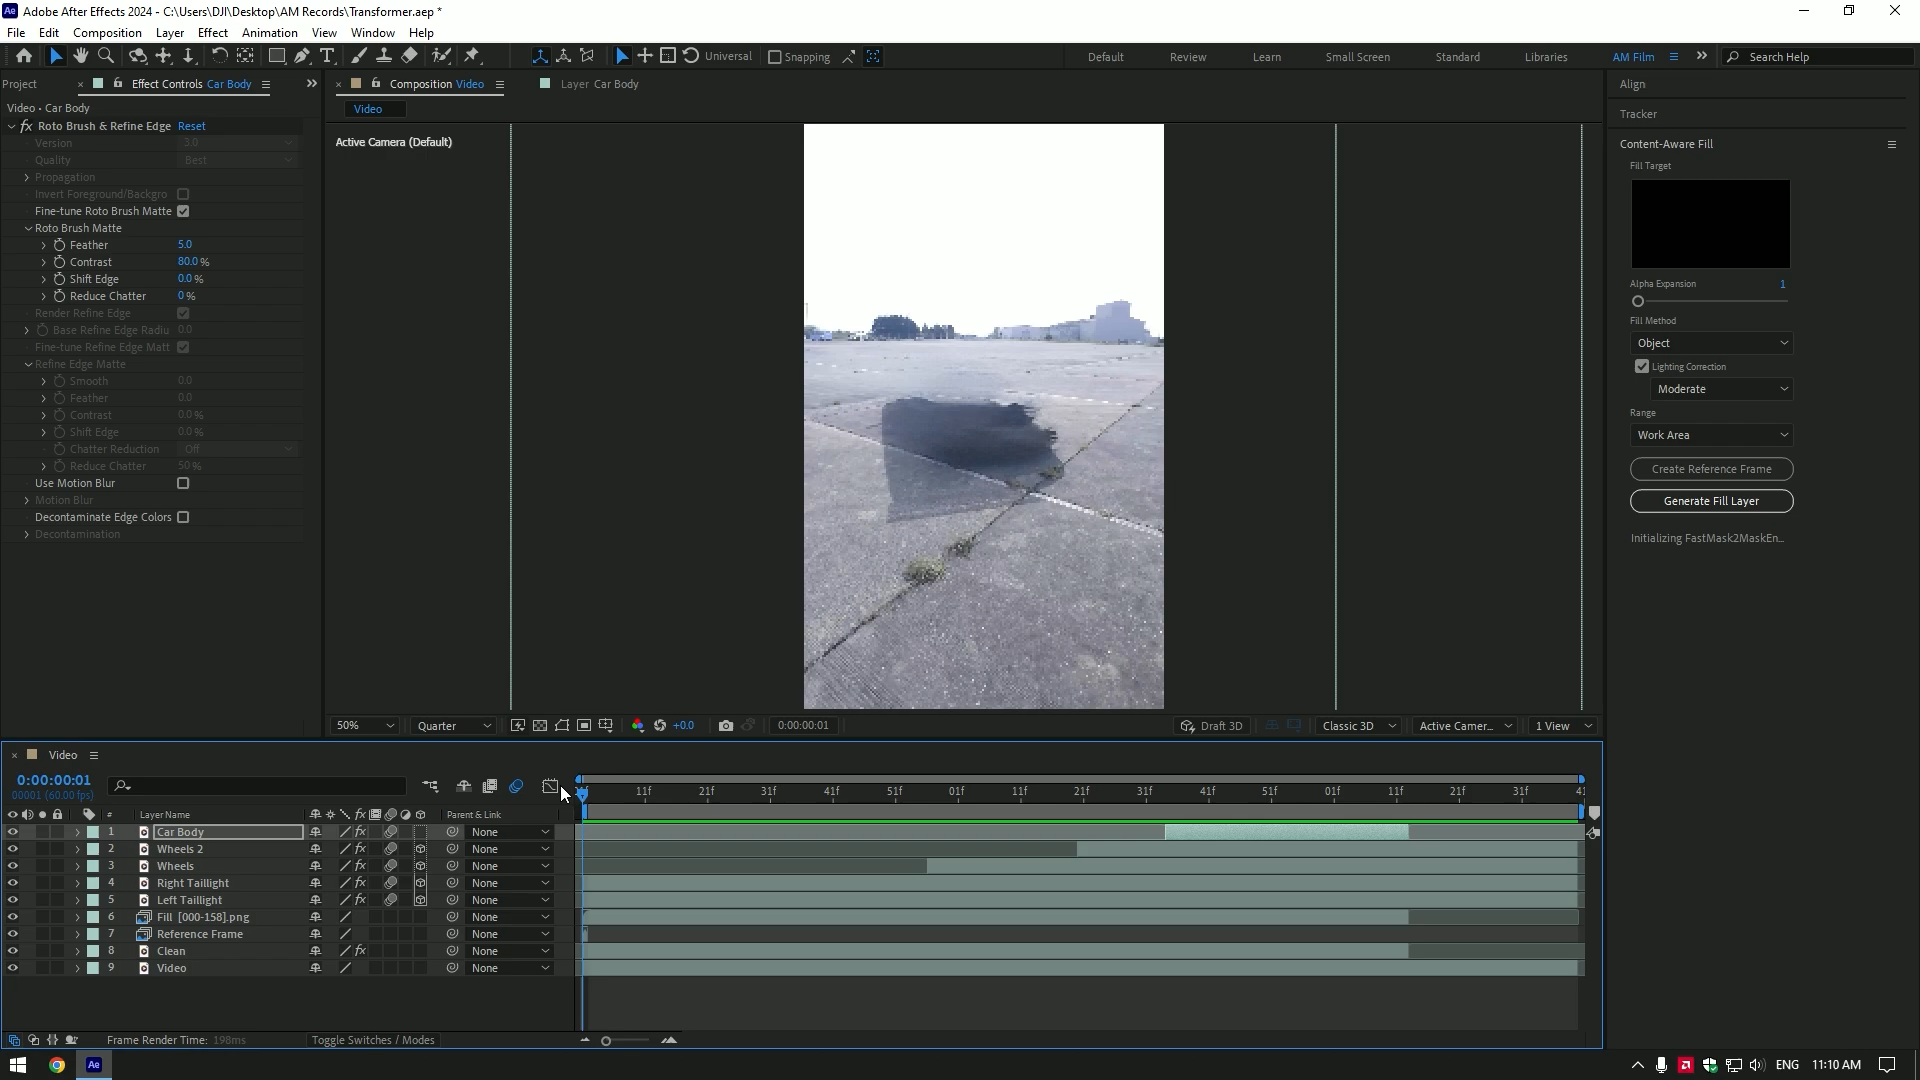 Adobe After Effects 2024 - C:\Users\DJI\Desktop\AM Records\Transformer.aep *
File Edit Composition Layer Effect Animation View Window Help
Universal Snapping Default Review Learn Small Screen Standard Libraries AM Film Search Help
Project Effect Controls Car Body
Composition Video
Layer Car Body
Video • Car Body
Video
fx Roto Brush & Refine Edge Reset
Version 3.0
Quality Best
Propagation
Invert Foreground/Backgro
Fine-tune Roto Brush Matte
Roto Brush Matte
Feather 5.0
Contrast 80.0 %
Shift Edge 0.0 %
Reduce Chatter 0 %
Render Refine Edge
Base Refine Edge Radiu 0.0
Fine-tune Refine Edge Matt
Refine Edge Matte
Smooth 0.0
Feather 0.0
Contrast 0.0 %
Shift Edge 0.0 %
Chatter Reduction Off
Reduce Chatter 50 %
Use Motion Blur
Motion Blur
Decontaminate Edge Colors
Decontamination
Active Camera (Default)
50% Quarter +0.0 0:00:00:01 Draft 3D Classic 3D Active Camer... 1 View
Align
Tracker
Content-Aware Fill
Fill Target
Alpha Expansion 1
Fill Method
Object
Lighting Correction
Moderate
Range
Work Area
Create Reference Frame
Generate Fill Layer
Initializing FastMask2MaskEn...
Video
0:00:00:01
00001 (60.00 fps)
11f 21f 31f 41f 51f 01f 11f 21f 31f 41f 51f 01f 11f 21f 31f 41
# Layer Name fx Parent & Link
1 Car Body fx None
2 Wheels 2 fx None
3 Wheels fx None
4 Right Taillight fx None
5 Left Taillight fx None
6 Fill [000-158].png None
7 Reference Frame None
8 Clean fx None
9 Video None
Frame Render Time: 198ms Toggle Switches / Modes
Ae ENG 11:10 AM